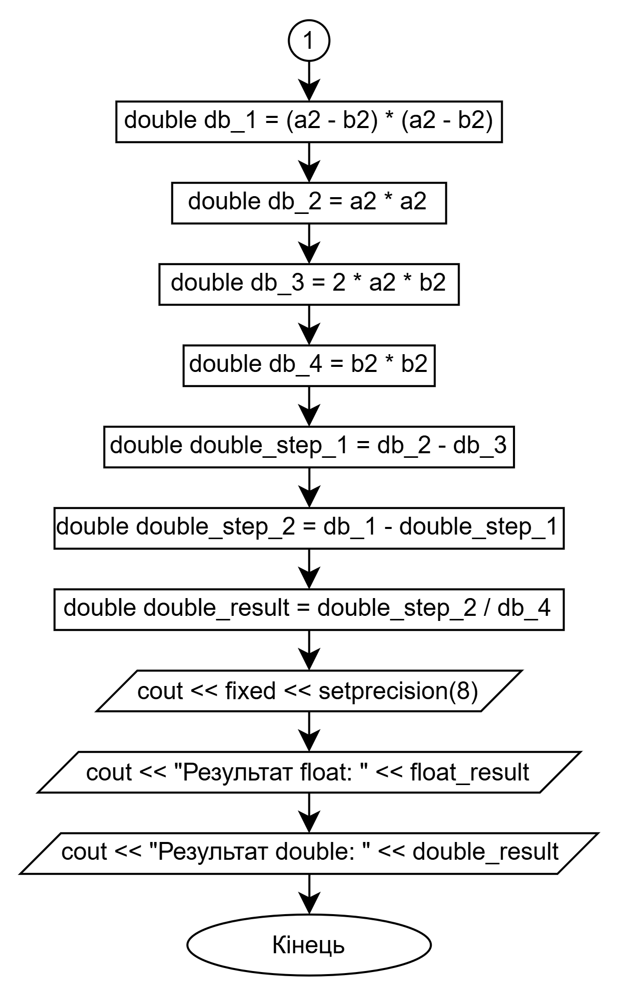 1
double db_1 = (a2 - b2) * (a2 - b2)
double db_2 = a2 * a2
double db_3 = 2 * a2 * b2
double db_4 = b2 * b2
double double_step_1 = db_2 - db_3
double double_step_2 = db_1 - double_step_1
double double_result = double_step_2 / db_4
cout << fixed << setprecision(8)
cout << "Результат float: " << float_result
cout << "Результат double: " << double_result
Кінець